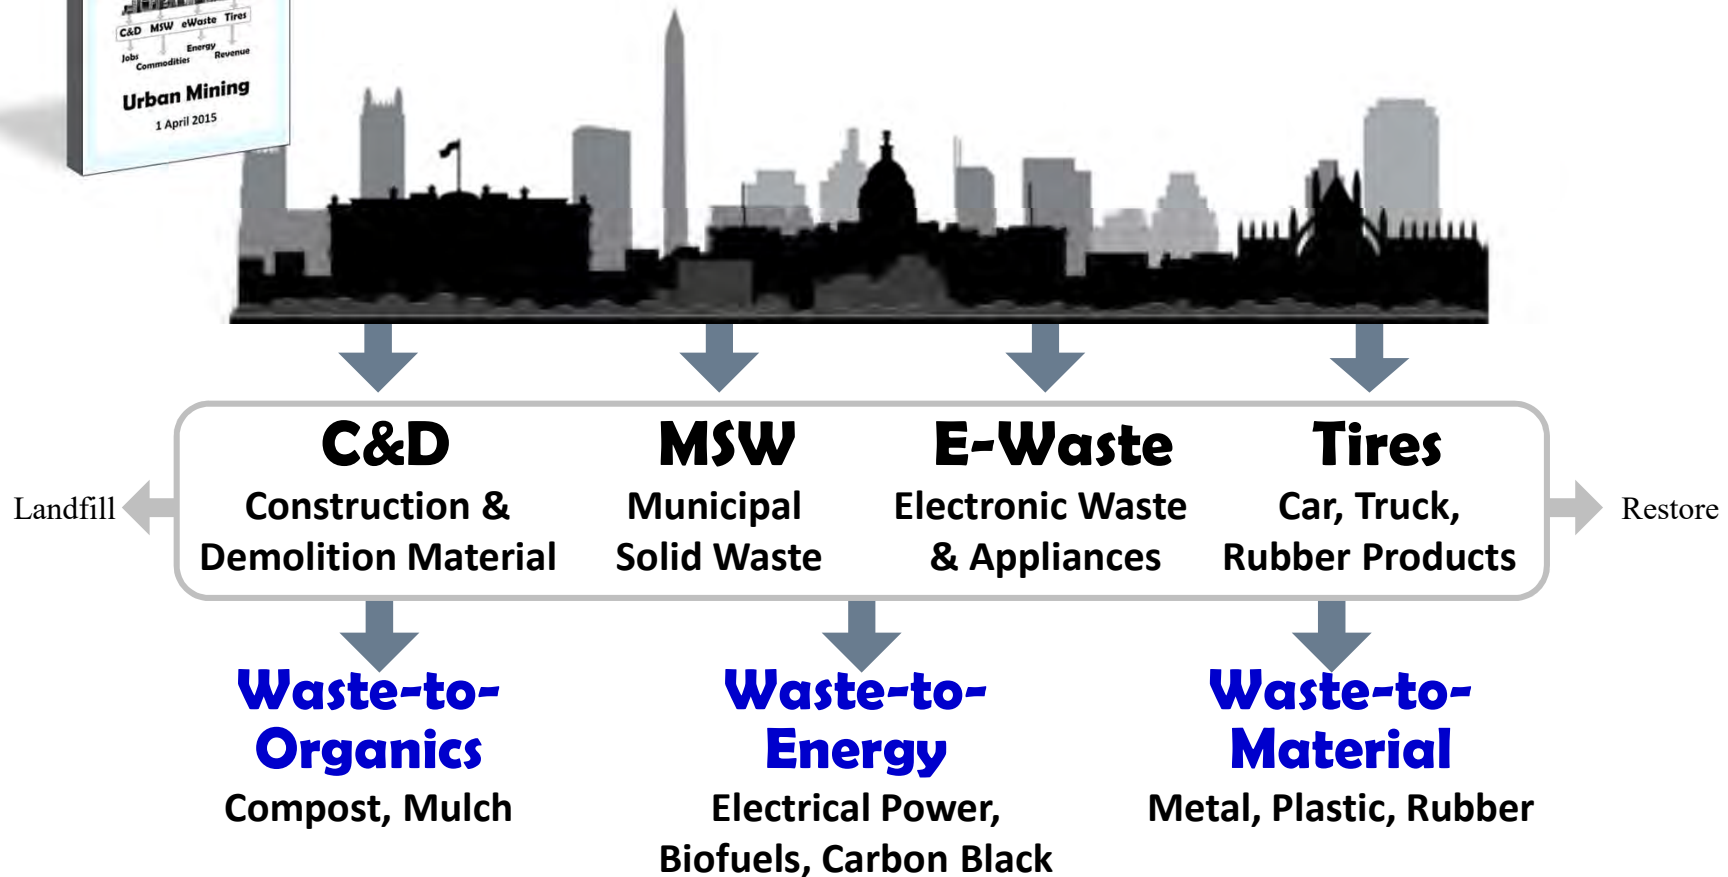 C&D MSW eWaste Tires
Jobs
Commodities
Energy
Revenue
Urban Mining
1 April 2015
C&D
Construction &
Demolition Material
MSW
Municipal
Solid Waste
E-Waste
Electronic Waste
& Appliances
Tires
Car, Truck,
Rubber Products
Landfill
Restore
Waste-to-
Organics
Compost, Mulch
Waste-to-
Energy
Electrical Power,
Biofuels, Carbon Black
Waste-to-
Material
Metal, Plastic, Rubber